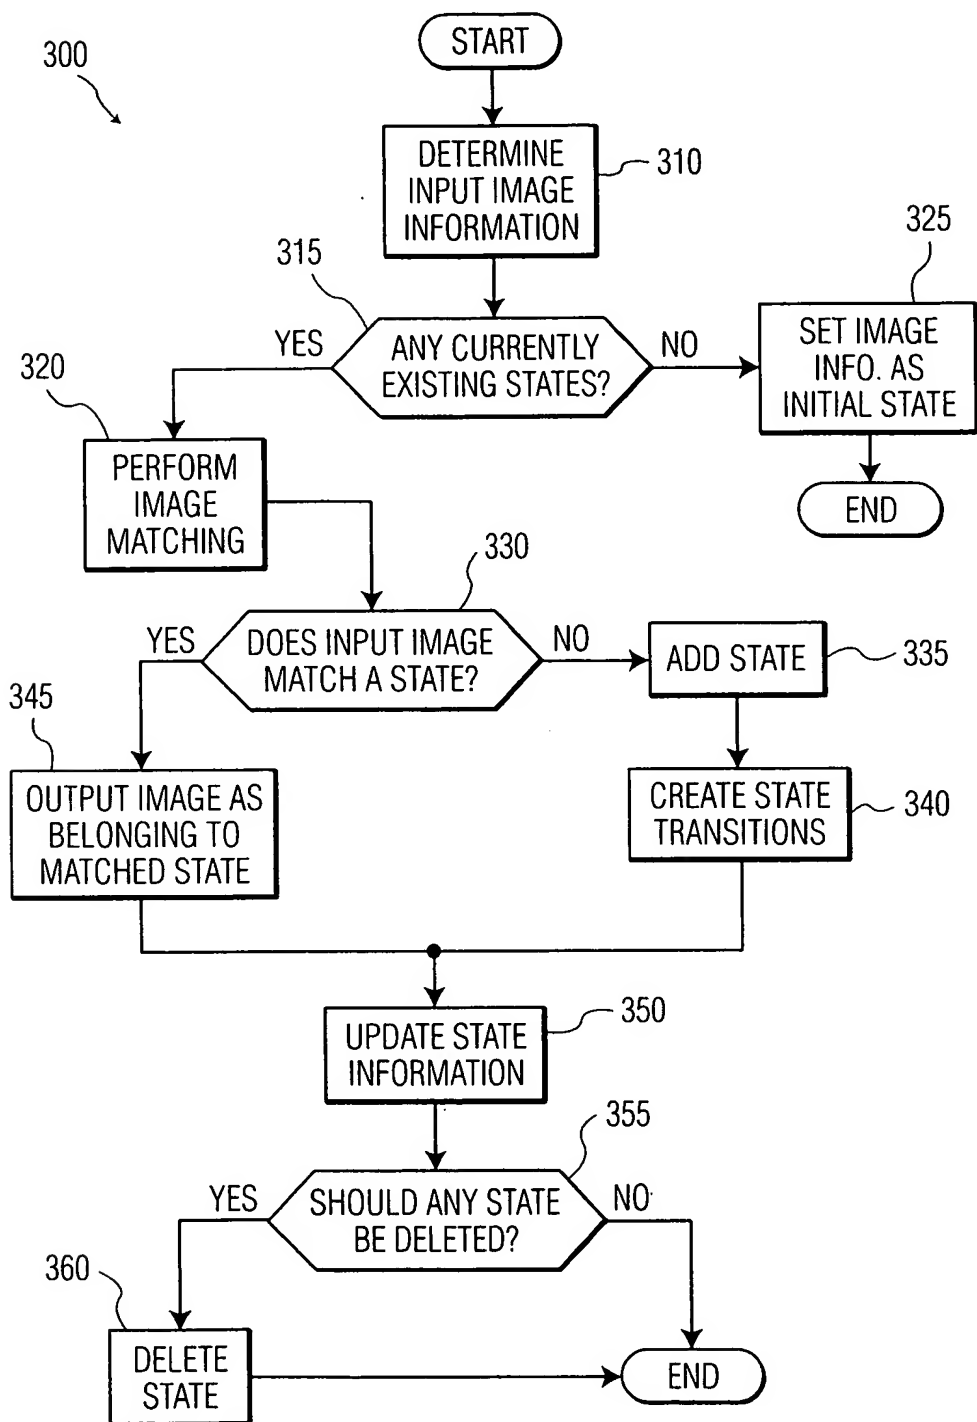 START
300
DETERMINE
INPUT IMAGE
INFORMATION
310
315
325
YES
ANY CURRENTLY
EXISTING STATES?
NO
SET IMAGE
INFO. AS
INITIAL STATE
320
PERFORM
IMAGE
MATCHING
END
330
YES
DOES INPUT IMAGE
MATCH A STATE?
NO
ADD STATE
335
345
OUTPUT IMAGE AS
BELONGING TO
MATCHED STATE
CREATE STATE
TRANSITIONS
340
UPDATE STATE
INFORMATION
350
355
YES
SHOULD ANY STATE
BE DELETED?
NO
360
DELETE
STATE
END